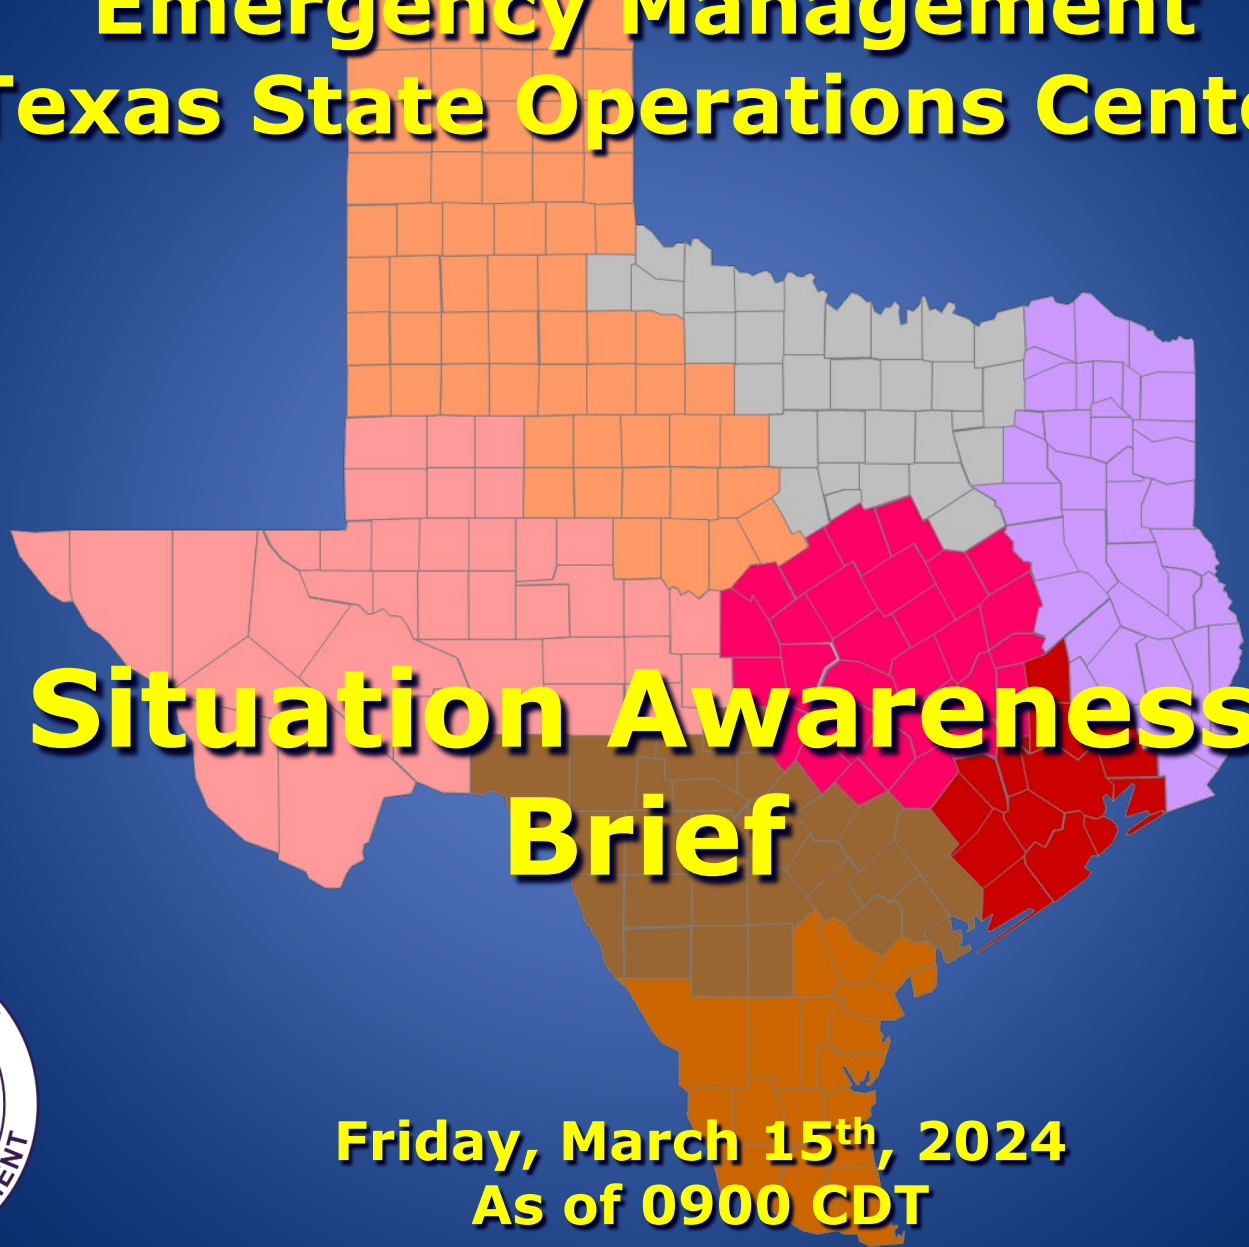 Emergency Management
Texas State Operations Cente
Situation Awareness
Brief
Friday, March 15th, 2024
As of 0900 CDT